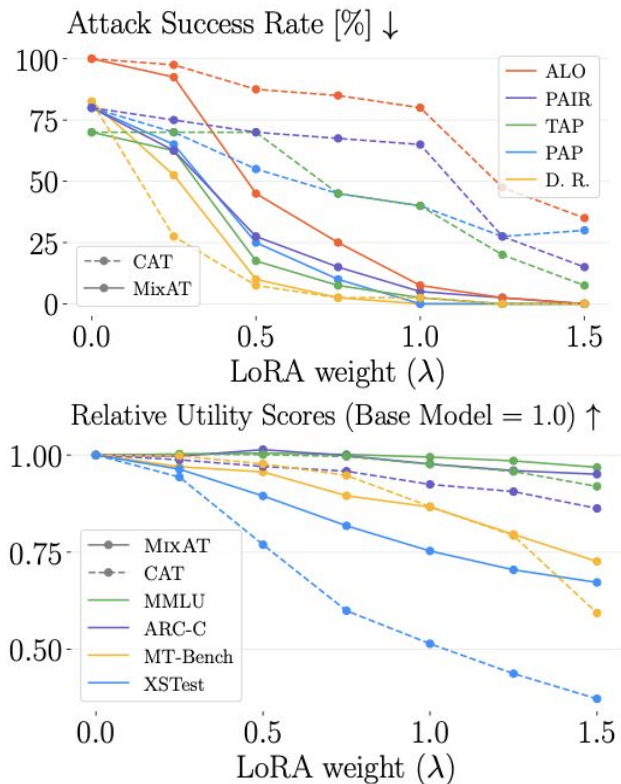 Attack Success Rate [%] ↓
100
75
50
25
0
ALO
PAIR
TAP
PAP
D. R.
CAT
MixAT
0.0 0.5 1.0 1.5
LoRA weight (λ)
Relative Utility Scores (Base Model = 1.0) ↑
1.00
0.75
0.50
MIXAT
CAT
MMLU
ARC-C
MT-Bench
XSTest
0.0 0.5 1.0 1.5
LoRA weight (λ)